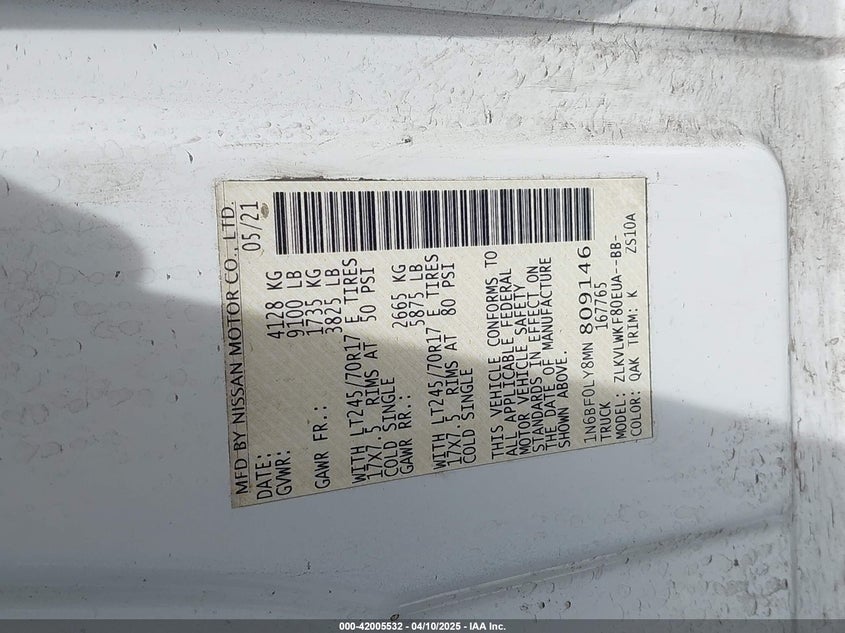 MFD BY NISSAN MOTOR CO., LTD.
DATE: 05/21
GVWR: 4128 KG
9100 LB
GAWR FR.: 1735 KG
3825 LB
WITH LT245/70R17 E TIRES
17X7.5 RIMS AT 50 PSI
COLD SINGLE
GAWR RR.: 2665 KG
5875 LB
WITH LT245/70R17 E TIRES
17X7.5 RIMS AT 80 PSI
COLD SINGLE
THIS VEHICLE CONFORMS TO
ALL APPLICABLE FEDERAL
MOTOR VEHICLE SAFETY
STANDARDS IN EFFECT ON
THE DATE OF MANUFACTURE
SHOWN ABOVE.
1N6BF0LY8MN 809146
TRUCK 167765
MODEL: ZLKVLWKF80EUA--BB-
COLOR: QAK TRIM: K ZS10A
000-42005532 - 04/10/2025 - IAA Inc.